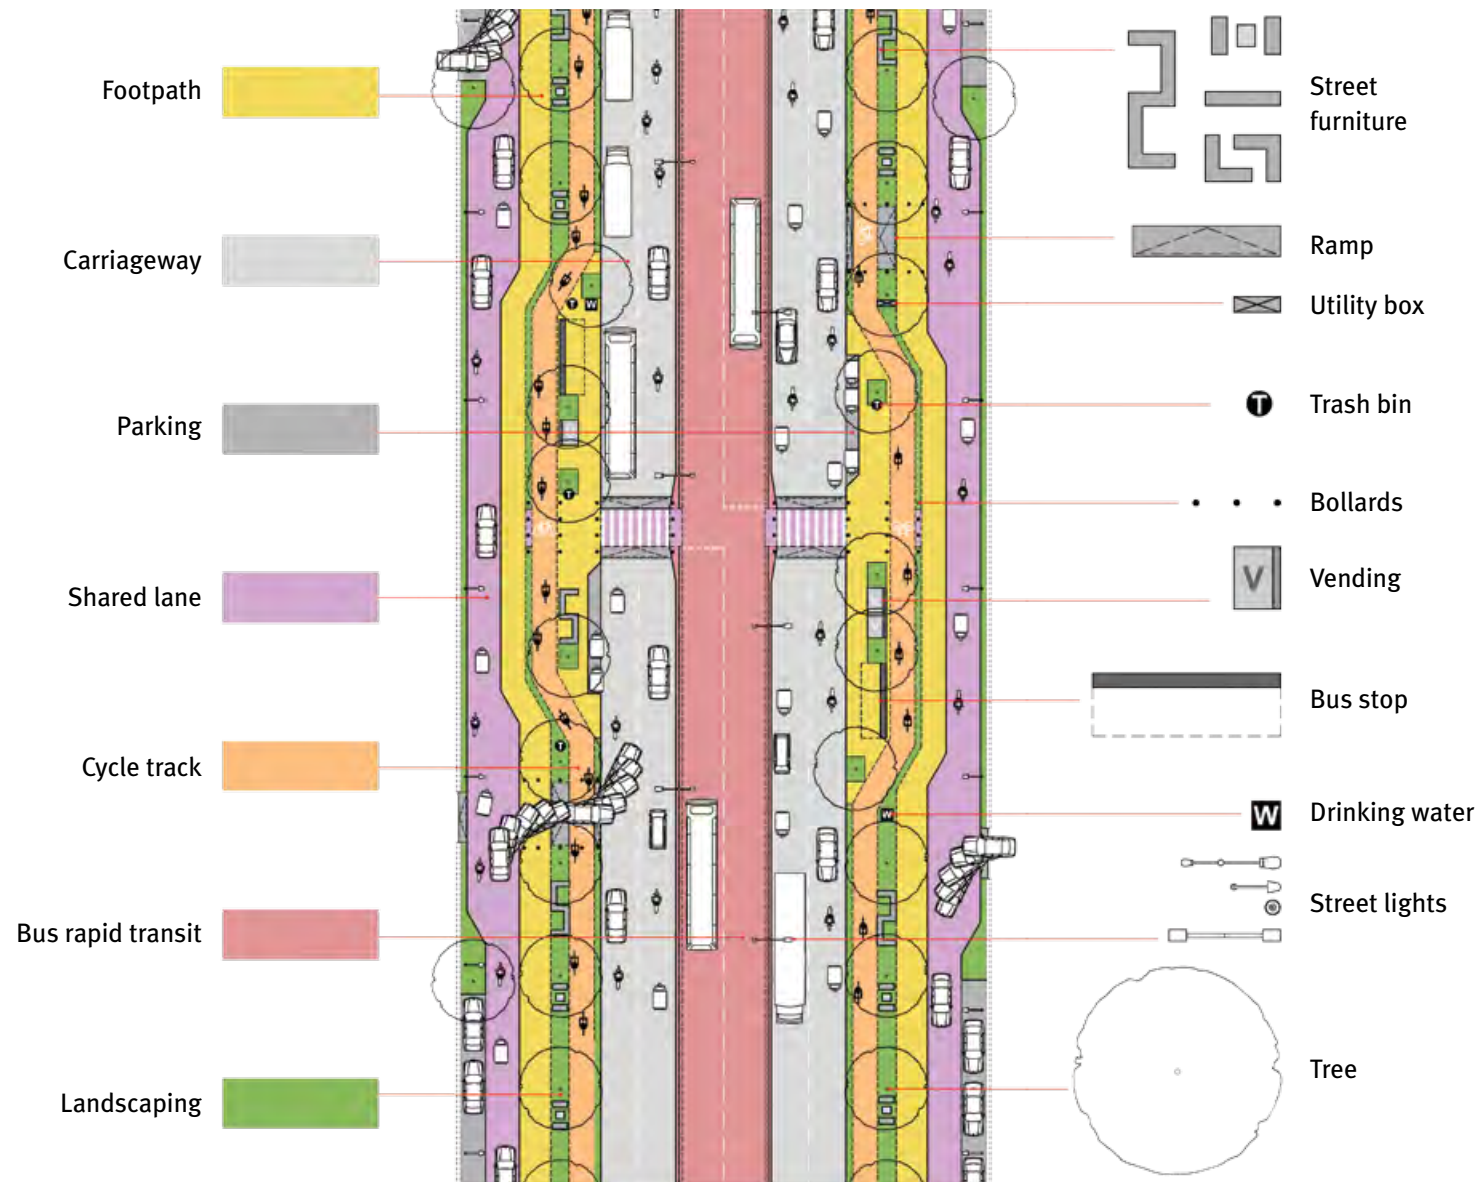 Footpath
Carriageway
Parking
Shared lane
Cycle track
Bus rapid transit
Landscaping
Street
furniture
Ramp
Utility box
T
Trash bin
Bollards
V
Vending
Bus stop
W
Drinking water
Street lights
Tree
T
W
T
T
T
W